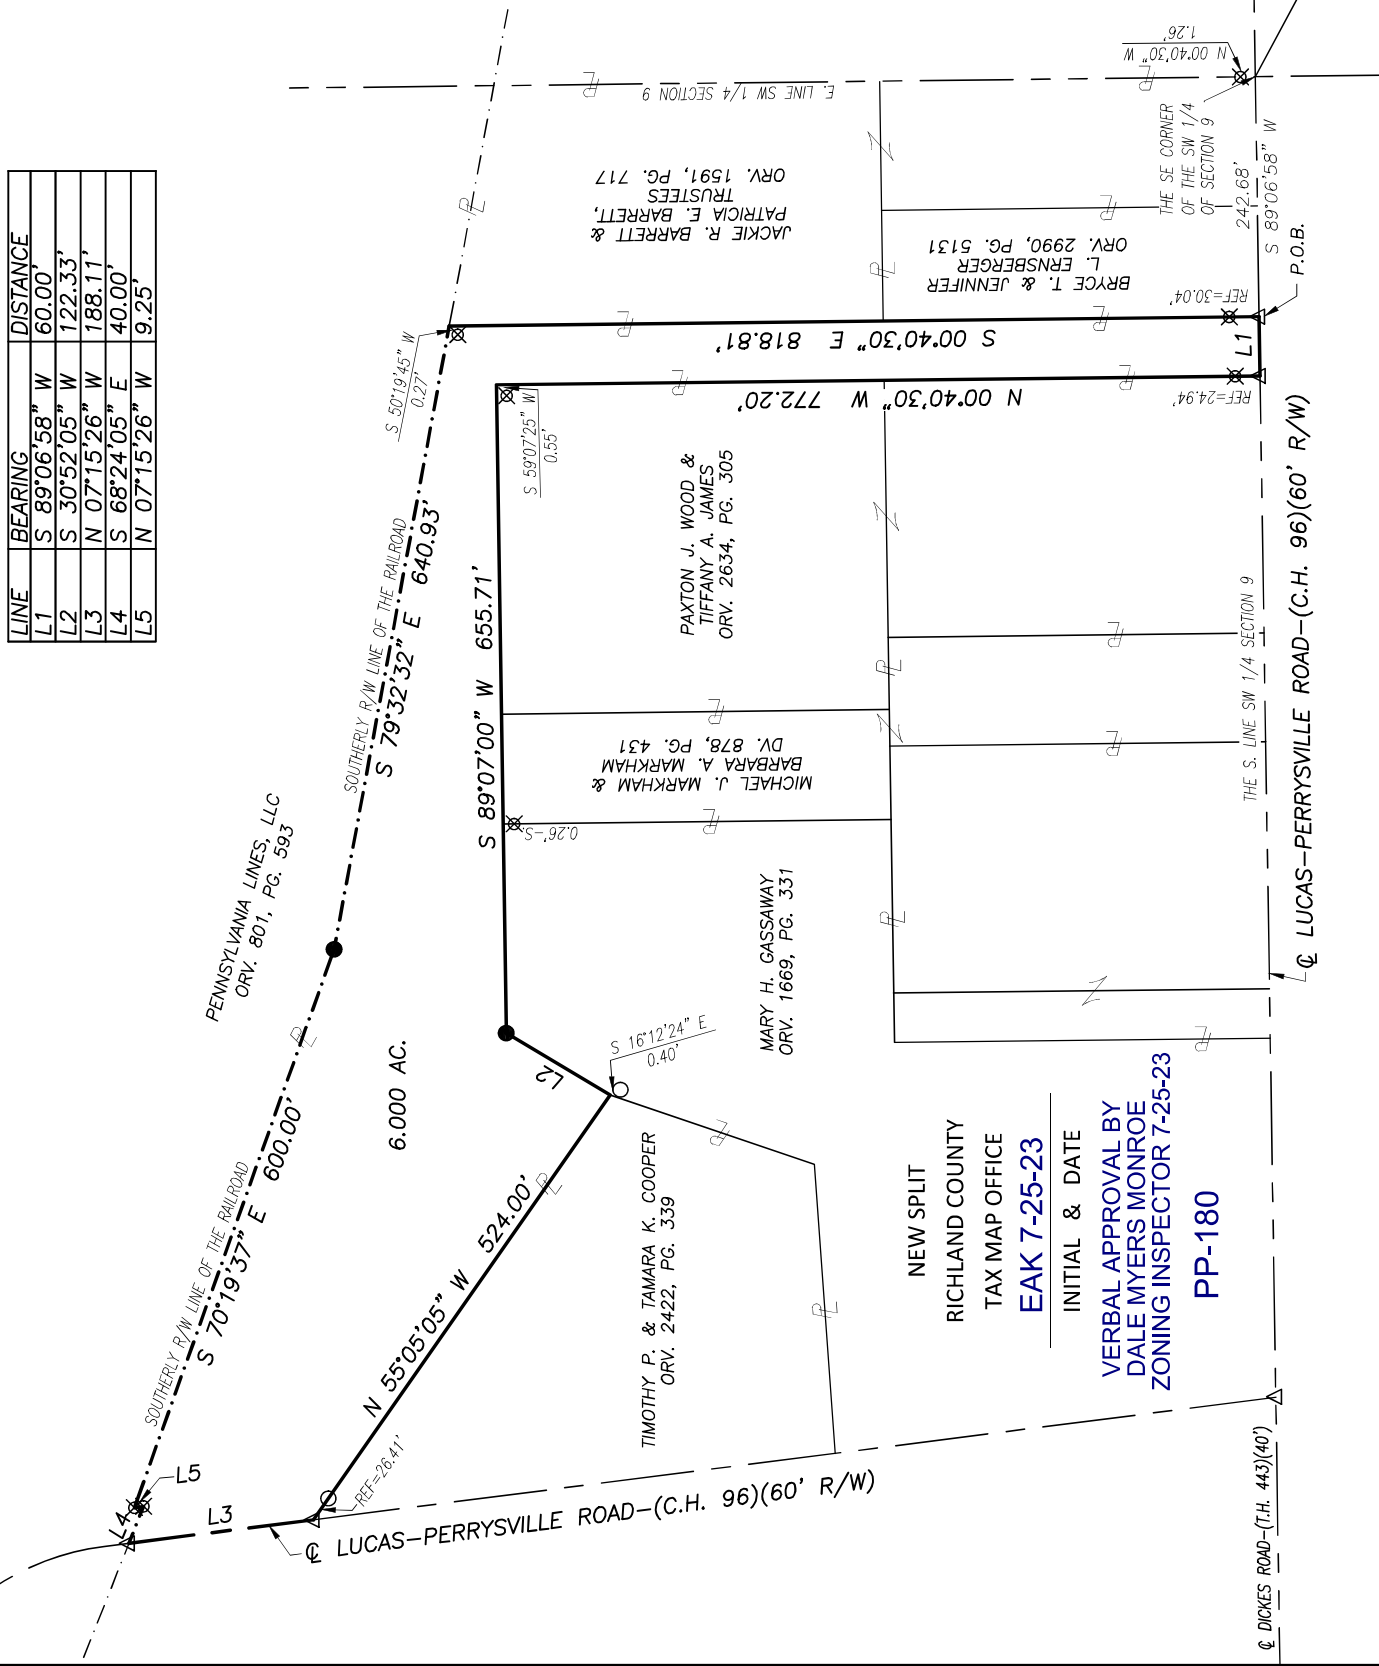 LINE BEARING DISTANCE
L1 S 89°06'58" W 60.00'
L2 S 30°52'05" W 122.33'
L3 N 07°15'26" W 188.11'
L4 S 68°24'05" E 40.00'
L5 N 07°15'26" W 9.25'
PENNSYLVANIA LINES, LLC
ORV. 801, PG. 593
SOUTHERLY R/W LINE OF THE RAILROAD
S 70°19'37" E 600.00'
SOUTHERLY R/W LINE OF THE RAILROAD
S 79°32'32" E 640.93'
S 50°19'45" W
0.27'
E. LINE SW 1/4 SECTION 9
JACKIE R. BARRETT &
PATRICIA E. BARRETT,
TRUSTEES
ORV. 1591, PG. 717
BRYCE T. & JENNIFER
L. ERNSBERGER
ORV. 2990, PG. 5131
N 00°40'30" W
1.26'
THE SE CORNER
OF THE SW 1/4
OF SECTION 9
242.68'
S 89°06'58" W
P.O.B.
REF=30.04'
L1
REF=24.94'
S 00°40'30" E 818.81'
N 00°40'30" W 772.20'
S 59°07'25" W
0.55'
S 89°07'00" W 655.71'
PAXTON J. WOOD &
TIFFANY A. JAMES
ORV. 2634, PG. 305
MICHAEL J. MARKHAM &
BARBARA A. MARKHAM
DV. 878, PG. 431
0.26'-S
MARY H. GASSAWAY
ORV. 1669, PG. 331
S 16°12'24" E
0.40'
L2
6.000 AC.
N 55°05'05" W 524.00'
TIMOTHY P. & TAMARA K. COOPER
ORV. 2422, PG. 339
REF=26.41'
L5
L4
L3
℄ LUCAS-PERRYSVILLE ROAD-(C.H. 96)(60' R/W)
THE S. LINE SW 1/4 SECTION 9
℄ LUCAS-PERRYSVILLE ROAD-(C.H. 96)(60' R/W)
℄ DICKES ROAD-(T.H. 443)(40')
NEW SPLIT
RICHLAND COUNTY
TAX MAP OFFICE
EAK 7-25-23
INITIAL & DATE
VERBAL APPROVAL BY
DALE MYERS MONROE
ZONING INSPECTOR 7-25-23
PP-180